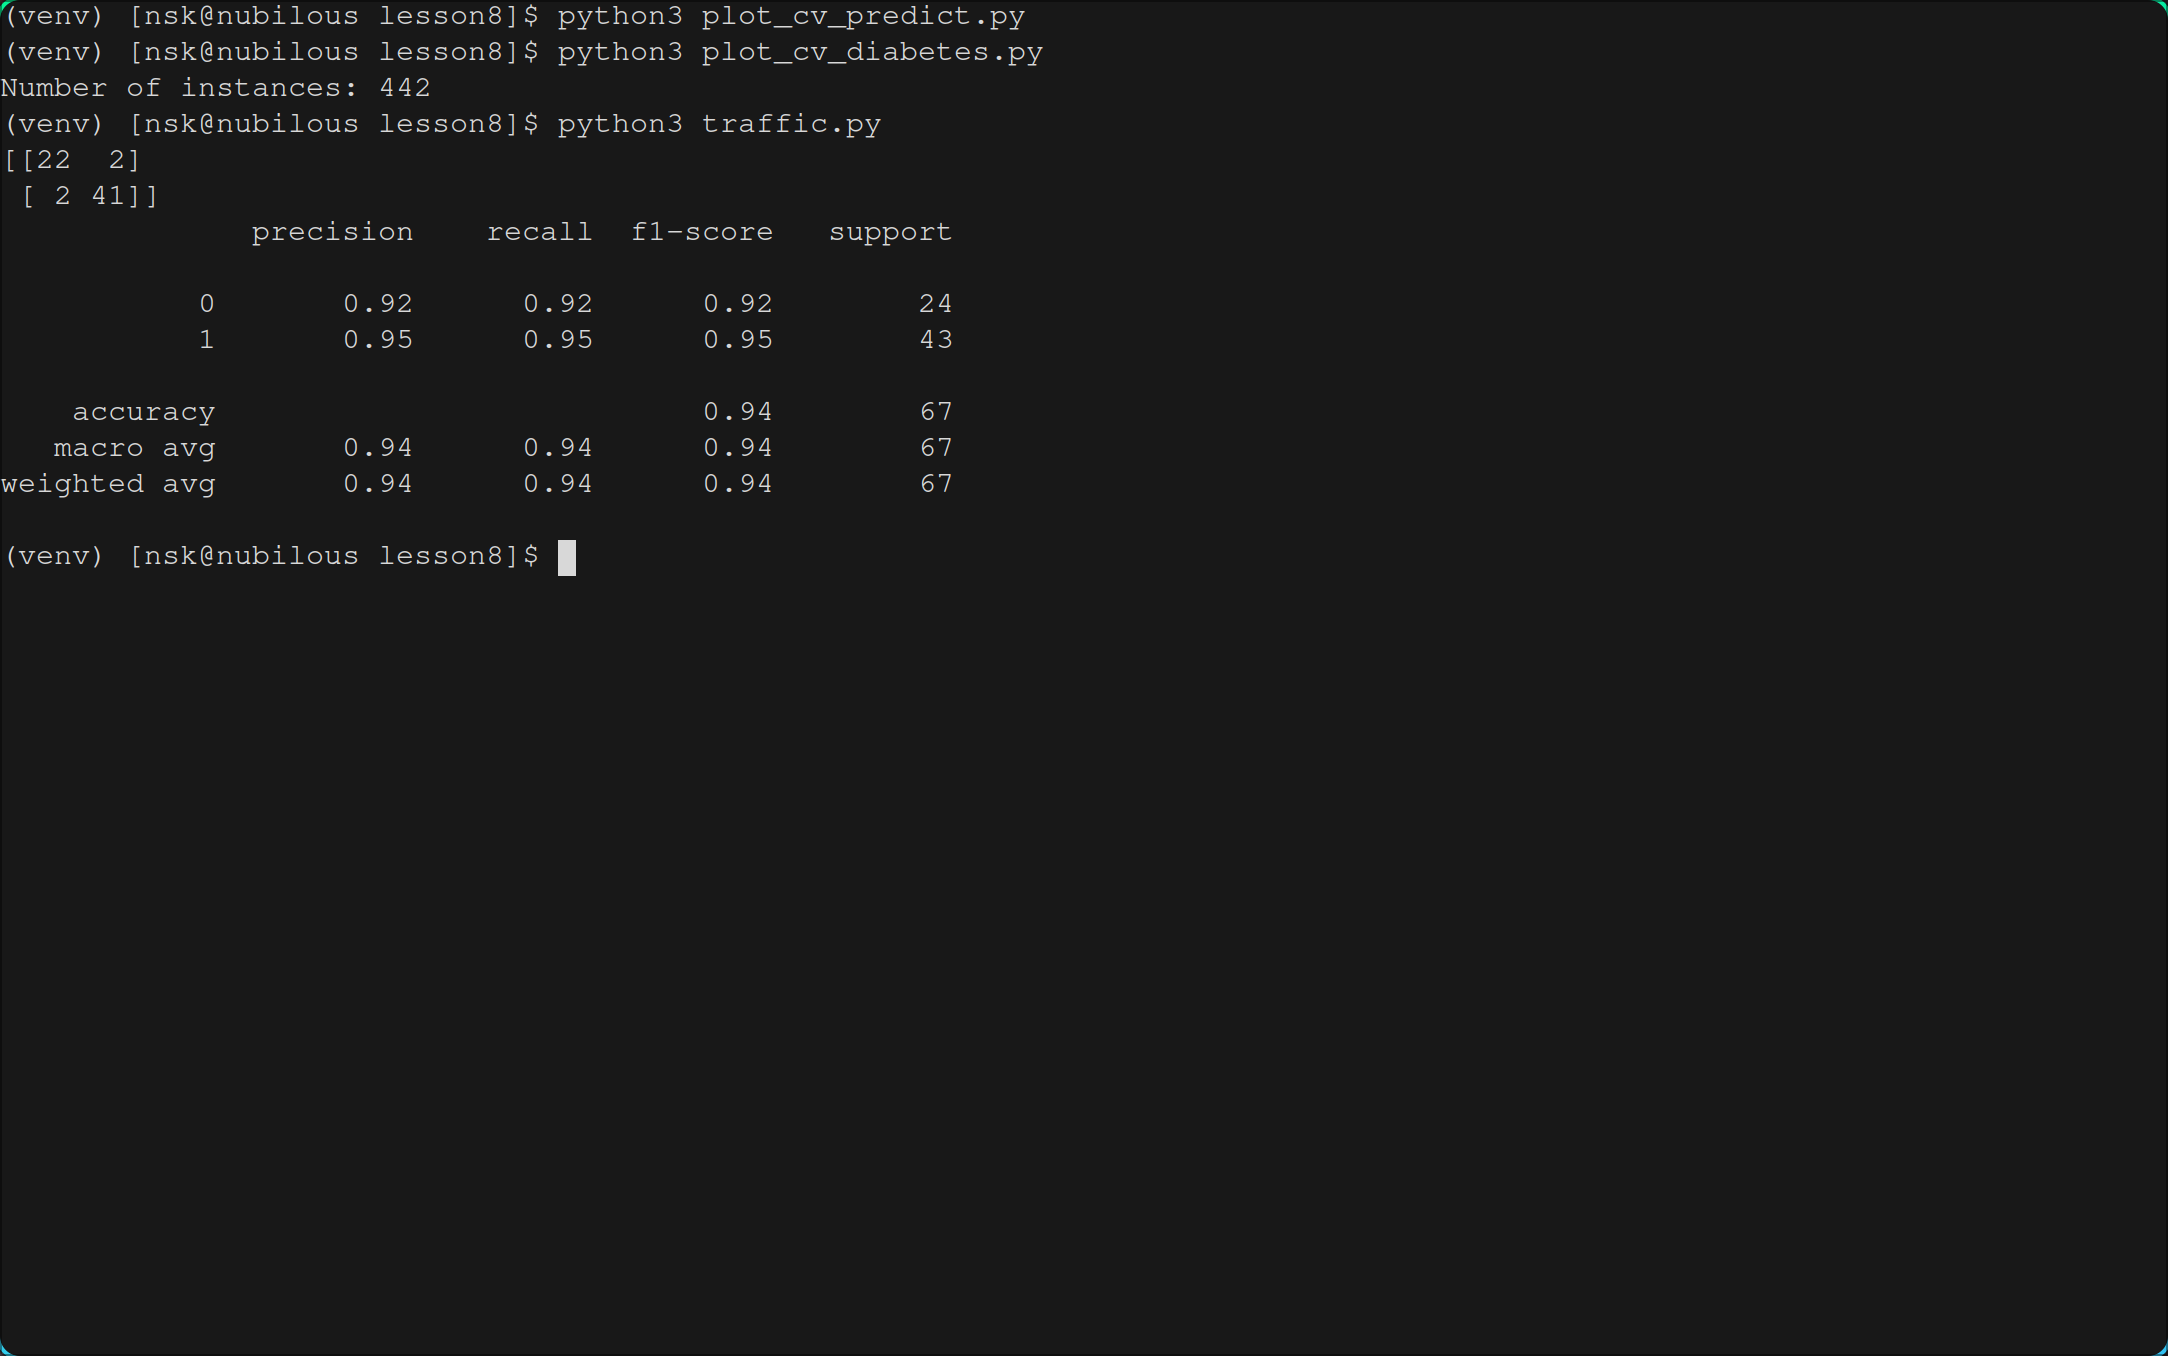 (venv) [nsk@nubilous lesson8]$ python3 plot_cv_predict.py
(venv) [nsk@nubilous lesson8]$ python3 plot_cv_diabetes.py
Number of instances: 442
(venv) [nsk@nubilous lesson8]$ python3 traffic.py
[[22  2]
 [ 2 41]]
              precision    recall  f1-score   support

           0       0.92      0.92      0.92        24
           1       0.95      0.95      0.95        43

    accuracy                           0.94        67
   macro avg       0.94      0.94      0.94        67
weighted avg       0.94      0.94      0.94        67

(venv) [nsk@nubilous lesson8]$